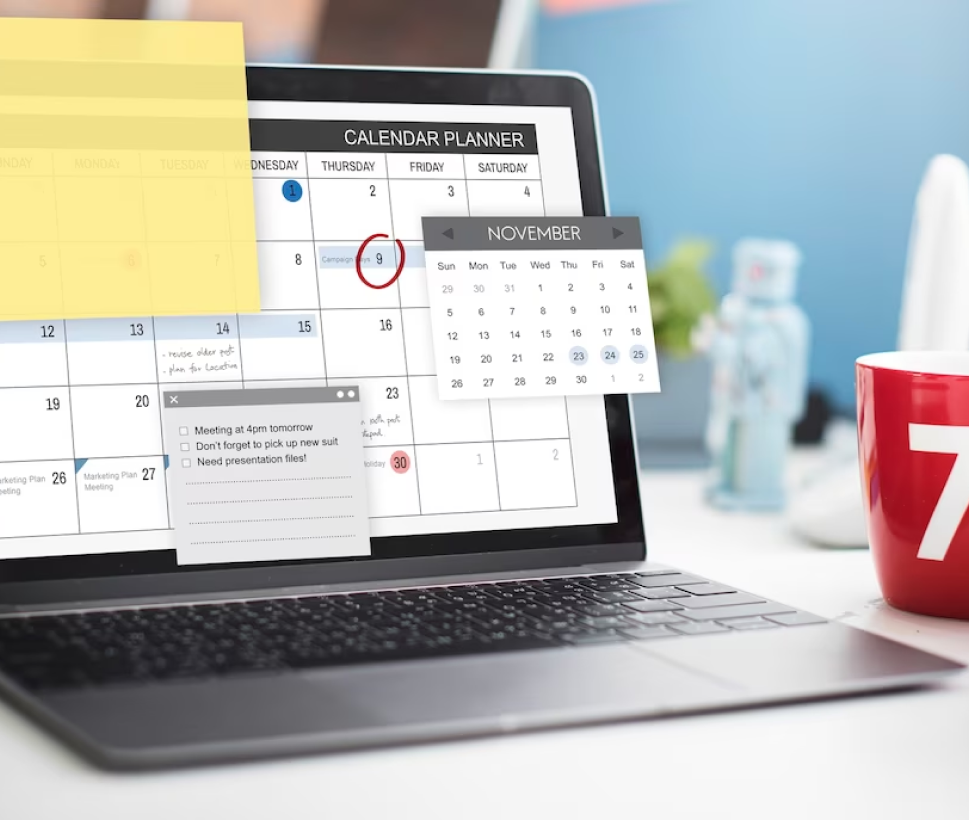 CALENDAR PLANNER
MONDAY TUESDAY WEDNESDAY THURSDAY FRIDAY SATURDAY
1 2 3 4
5 6 7 8 Campaign Days 9
12 13 14 15 16
- revise older post
- plan for Location
19 20 23
Marketing Plan 26 Marketing Plan 27 Holiday 30 1 2
Meeting
NOVEMBER
Sun Mon Tue Wed Thu Fri Sat
29 30 31 1 2 3 4
5 6 7 8 9 10 11
12 13 14 15 16 17 18
19 20 21 22 23 24 25
26 27 28 29 30 1 2
Meeting at 4pm tomorrow
Don't forget to pick up new suit
Need presentation files!
7